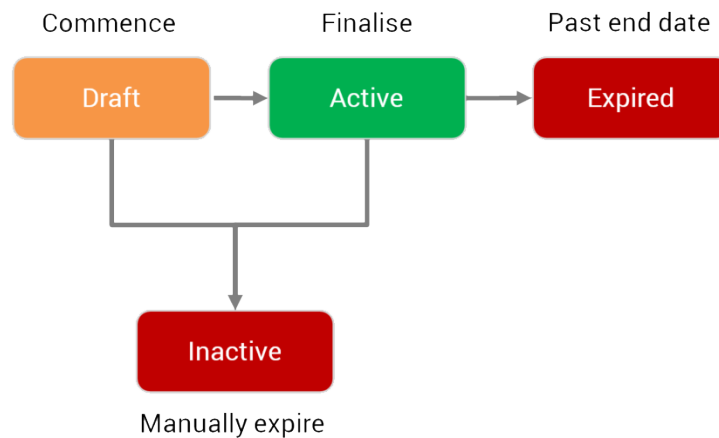 Commence
Finalise
Past end date
Draft
Active
Expired
Inactive
Manually expire